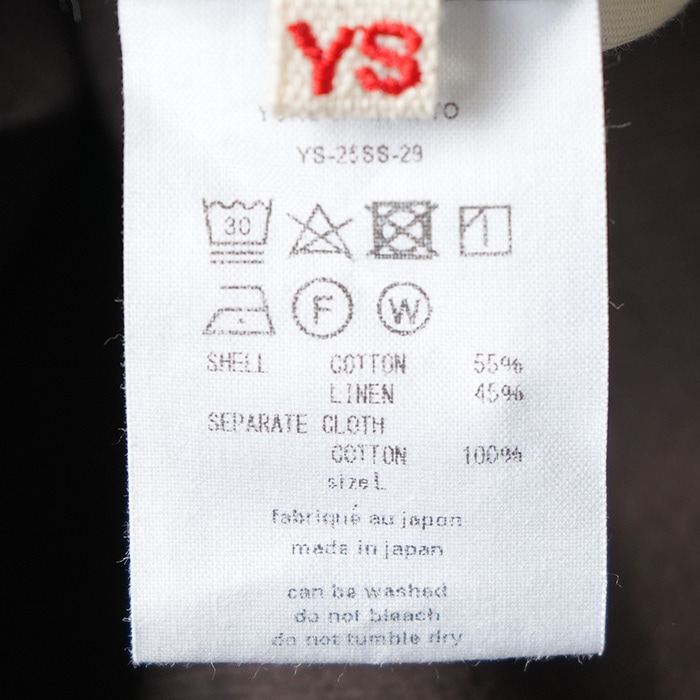 YS
YS-25SS-29
30
F W
SHELL COTTON 55%
LINEN 45%
SEPARATE CLOTH
COTTON 100%
size L
fabriqué au japon
made in japan
can be washed
do not bleach
do not tumble dry